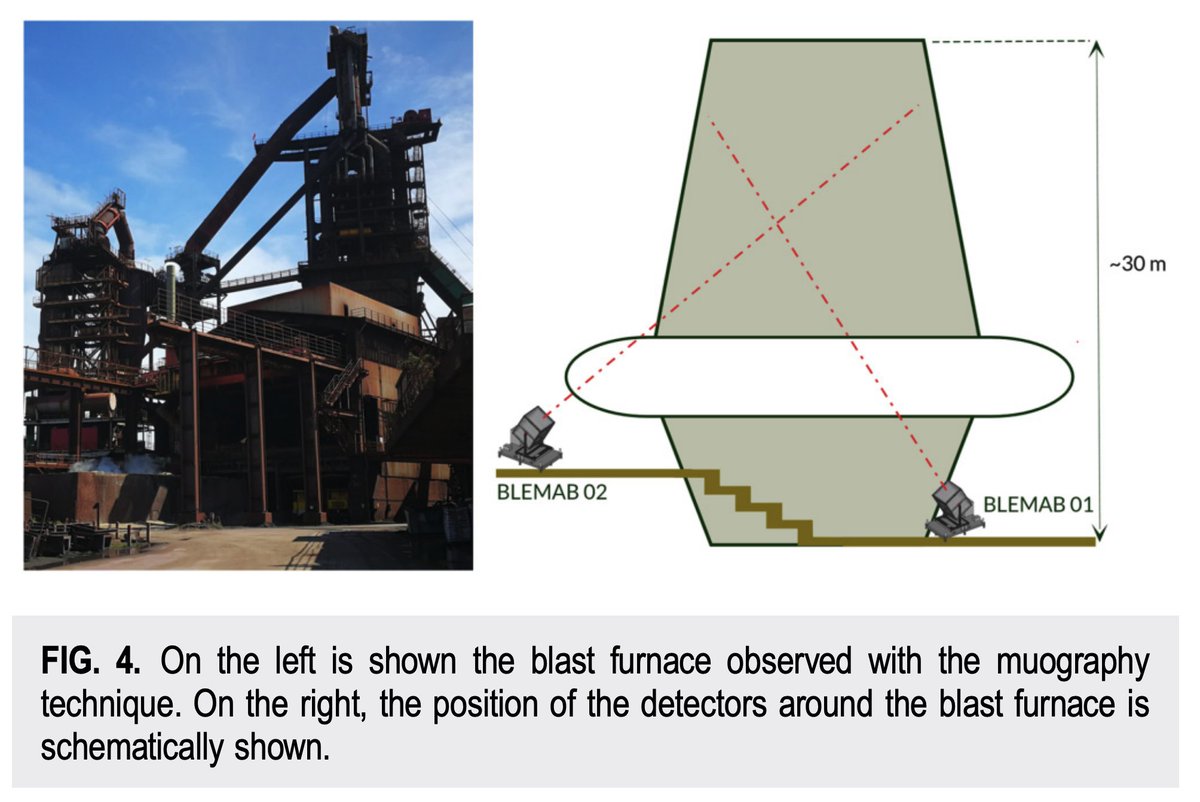 ~30 m
BLEMAB 02
BLEMAB 01
FIG. 4. On the left is shown the blast furnace observed with the muography
technique. On the right, the position of the detectors around the blast furnace is
schematically shown.